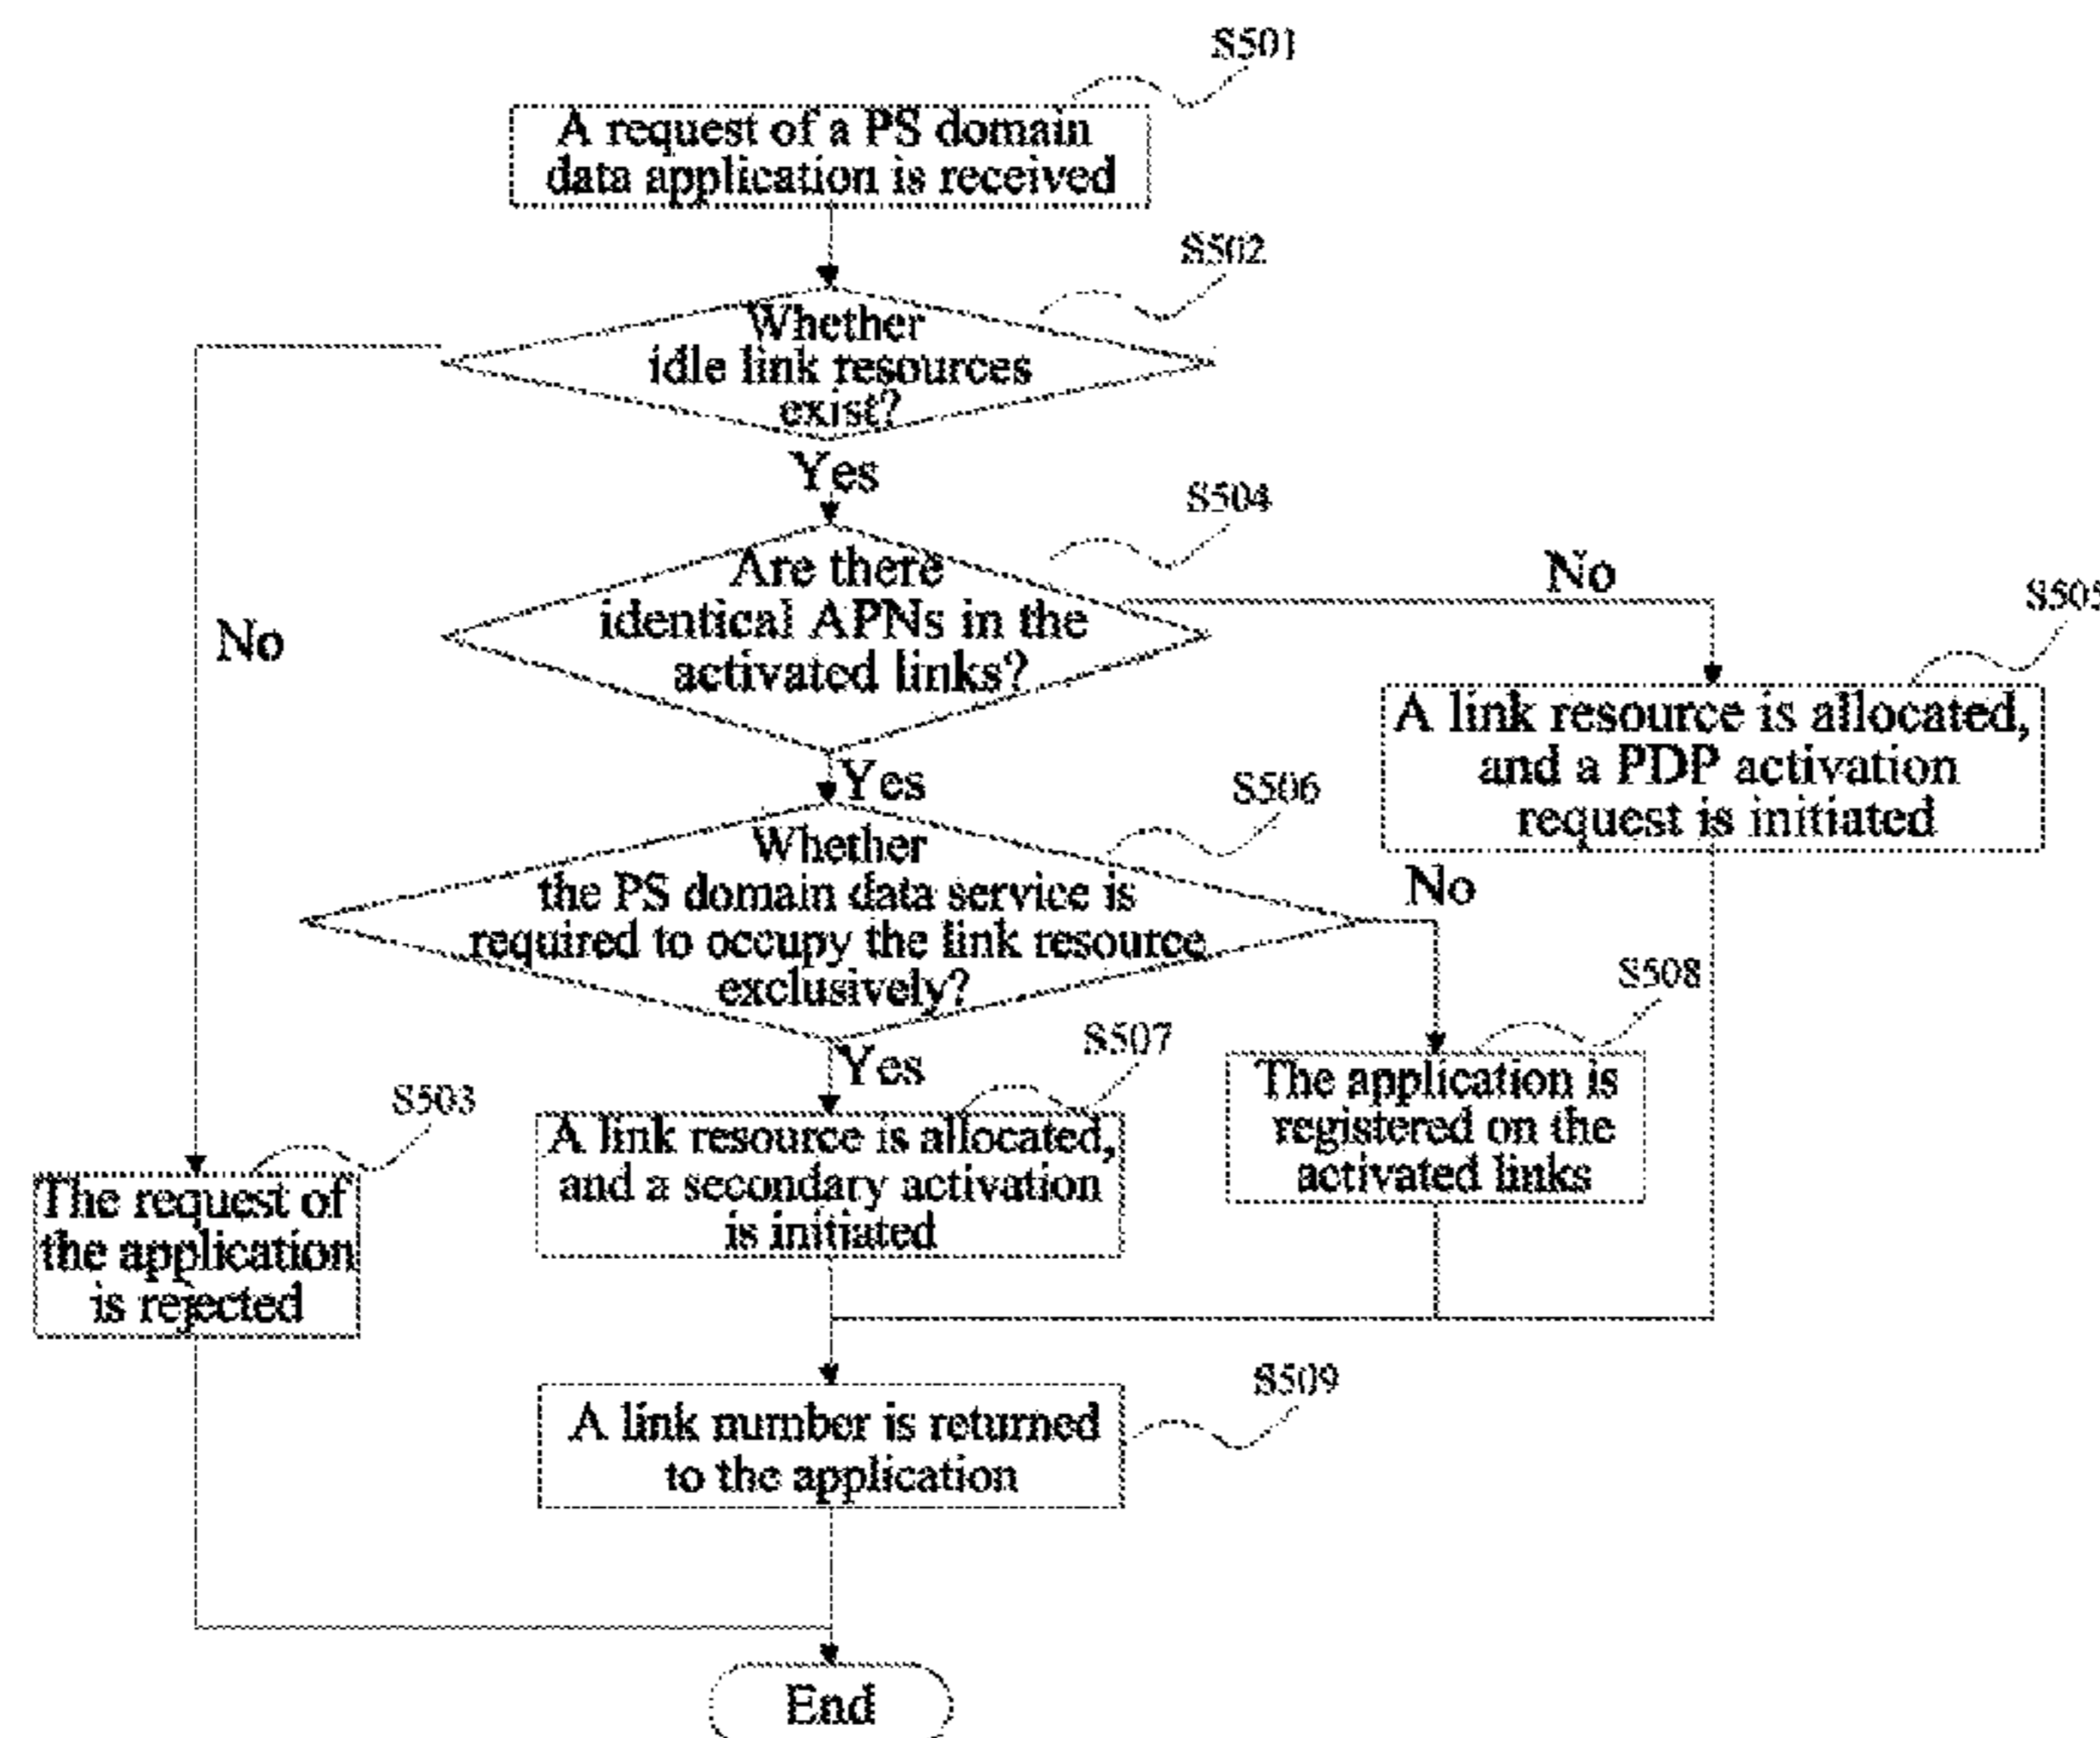 S501
A request of a PS domain
data application is received
S502
Whether
idle link resources
exist?
Yes
No
S504
Are there
identical APNs in the
activated links?
No
S505
A link resource is allocated,
and a PDP activation
request is initiated
Yes
S506
Whether
the PS domain data service is
required to occupy the link resource
exclusively?
No
S508
The application is
registered on the
activated links
Yes
S507
A link resource is allocated,
and a secondary activation
is initiated
S503
The request of
the application
is rejected
S509
A link number is returned
to the application
End